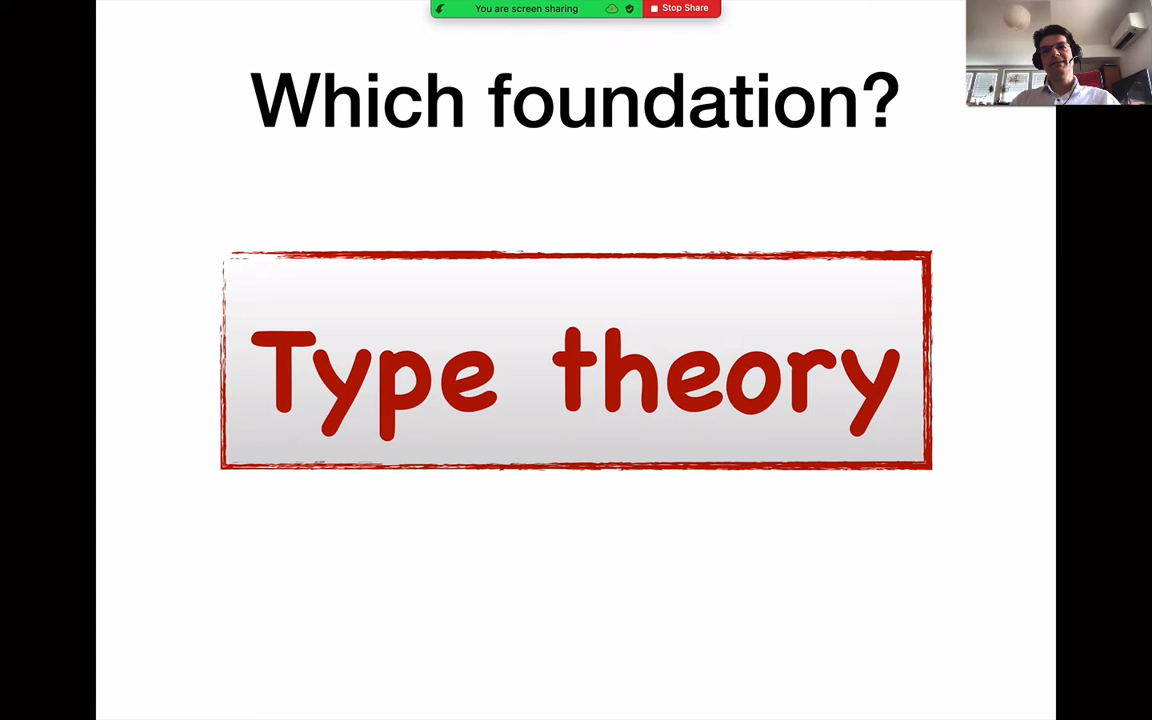 You are screen sharing
Stop Share
Which foundation?
Type theory